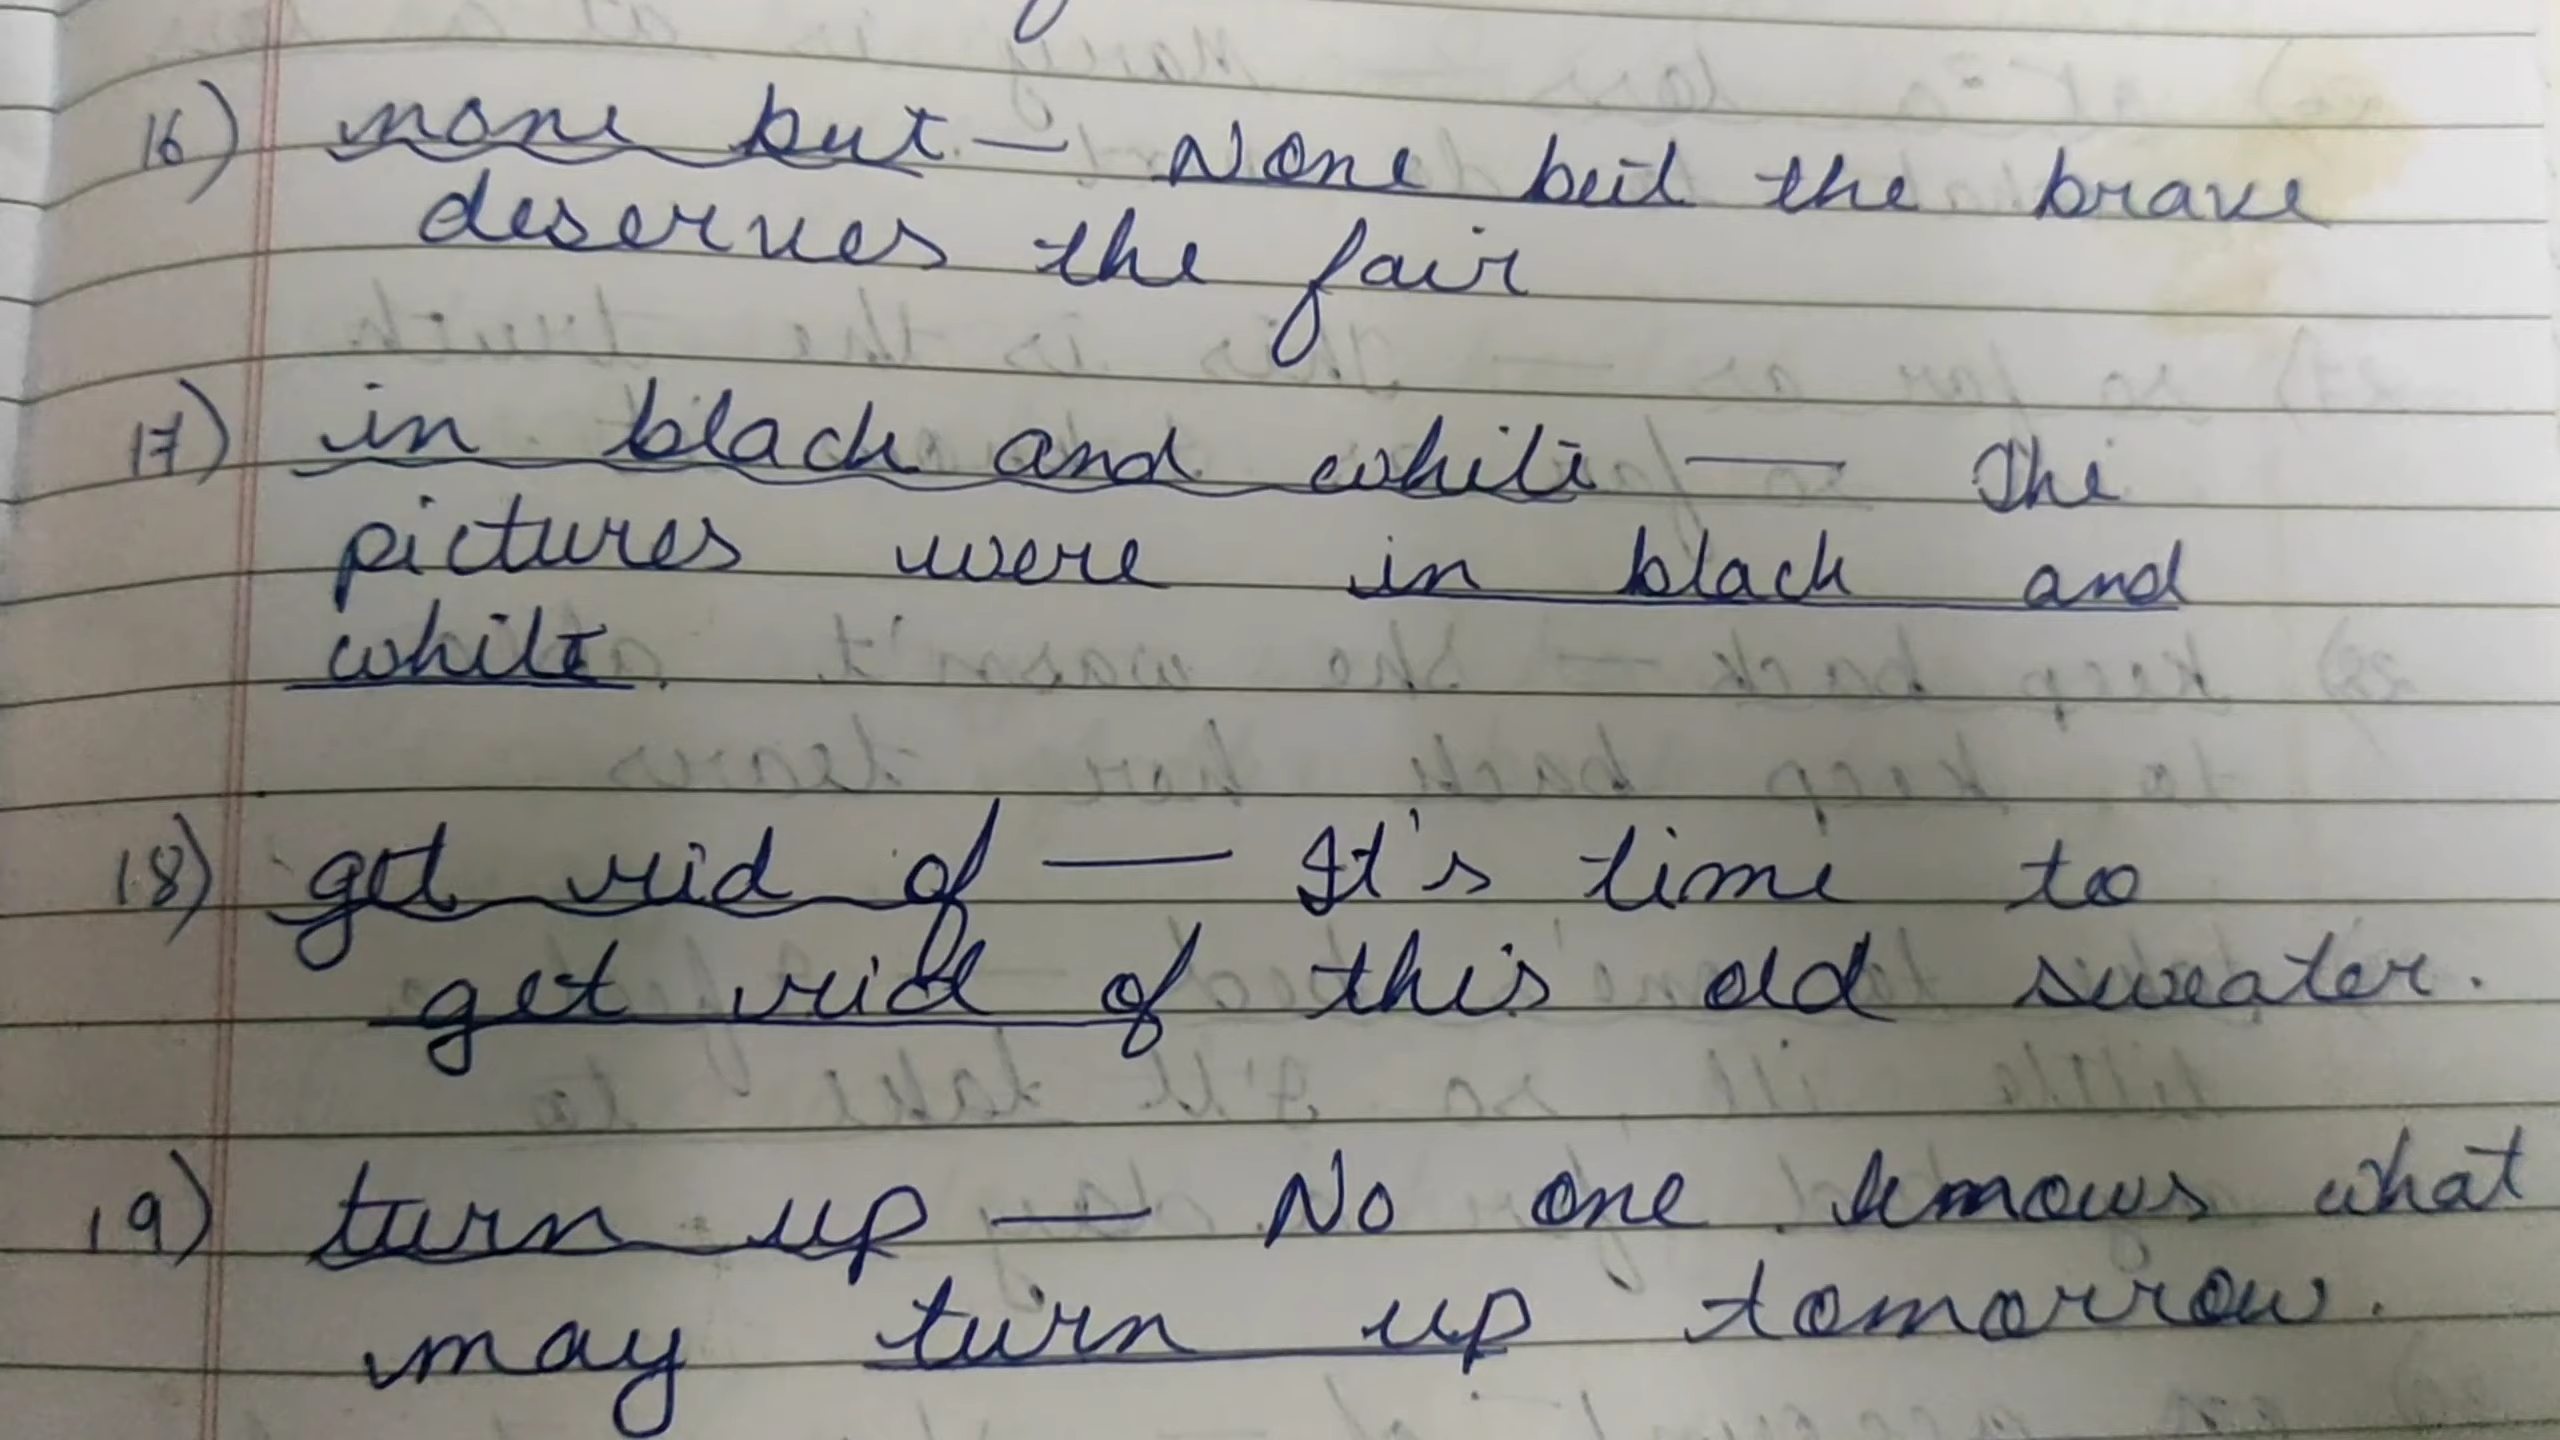 16) none but — None but the brave
deserves the fair
17) in black and white — The
pictures were in black and
white.
18) get rid of — It's time to
get rid of this old sweater.
19) turn up — No one knows what
may turn up tomorrow.